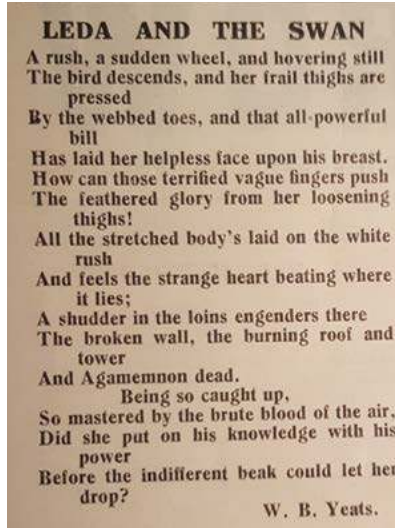 LEDA AND THE SWAN
A rush, a sudden wheel, and hovering still
The bird descends, and her frail thighs are
pressed
By the webbed toes, and that all-powerful
bill
Has laid her helpless face upon his breast.
How can those terrified vague fingers push
The feathered glory from her loosening
thighs!
All the stretched body's laid on the white
rush
And feels the strange heart beating where
it lies;
A shudder in the loins engenders there
The broken wall, the burning roof and
tower
And Agamemnon dead.
Being so caught up,
So mastered by the brute blood of the air,
Did she put on his knowledge with his
power
Before the indifferent beak could let her
drop?
W. B. Yeats.